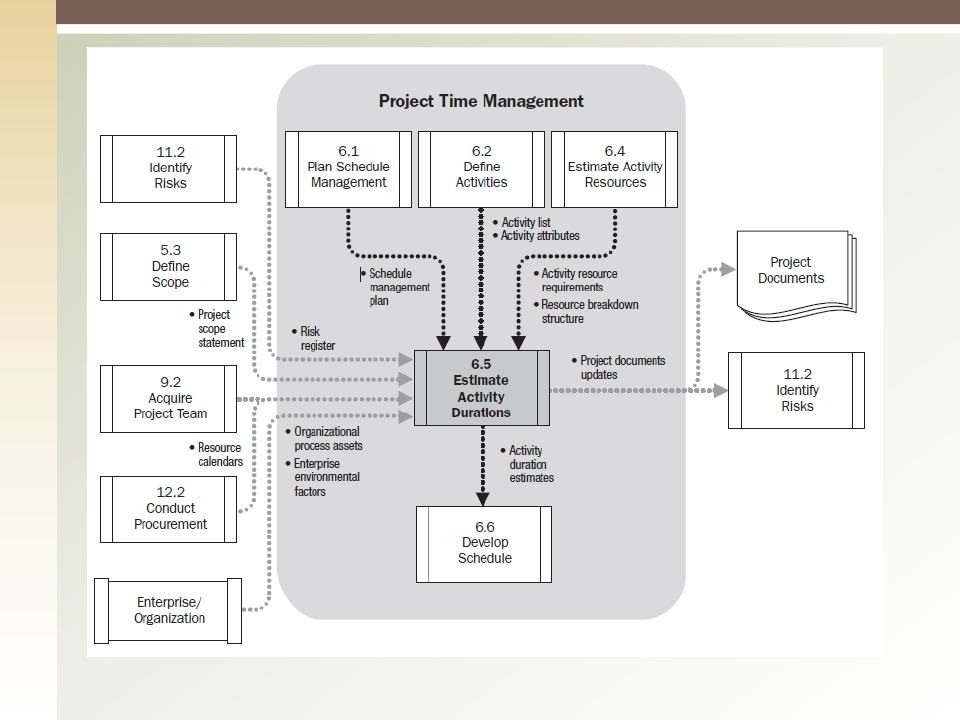 Project Time Management
11.2
Identify
Risks
6.1
Plan Schedule
Management
6.2
Define
Activities
6.4
Estimate Activity
Resources
5.3
Define
Scope
• Activity list
• Activity attributes
• Schedule
management
plan
• Activity resource
requirements
• Resource breakdown
structure
Project
Documents
• Project
scope
statement
• Risk
register
9.2
Acquire
Project Team
6.5
Estimate
Activity
Durations
• Project documents
updates
11.2
Identify
Risks
• Resource
calendars
• Organizational
process assets
• Enterprise
environmental
factors
• Activity
duration
estimates
12.2
Conduct
Procurement
6.6
Develop
Schedule
Enterprise/
Organization